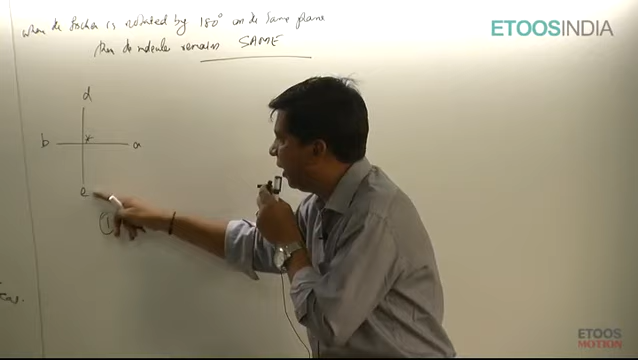 ETOOSINDIA
when the Fischer is rotated by 180° in the same plane
then the molecule remains SAME
d
b
a
e
1
ETOOS
MOTION